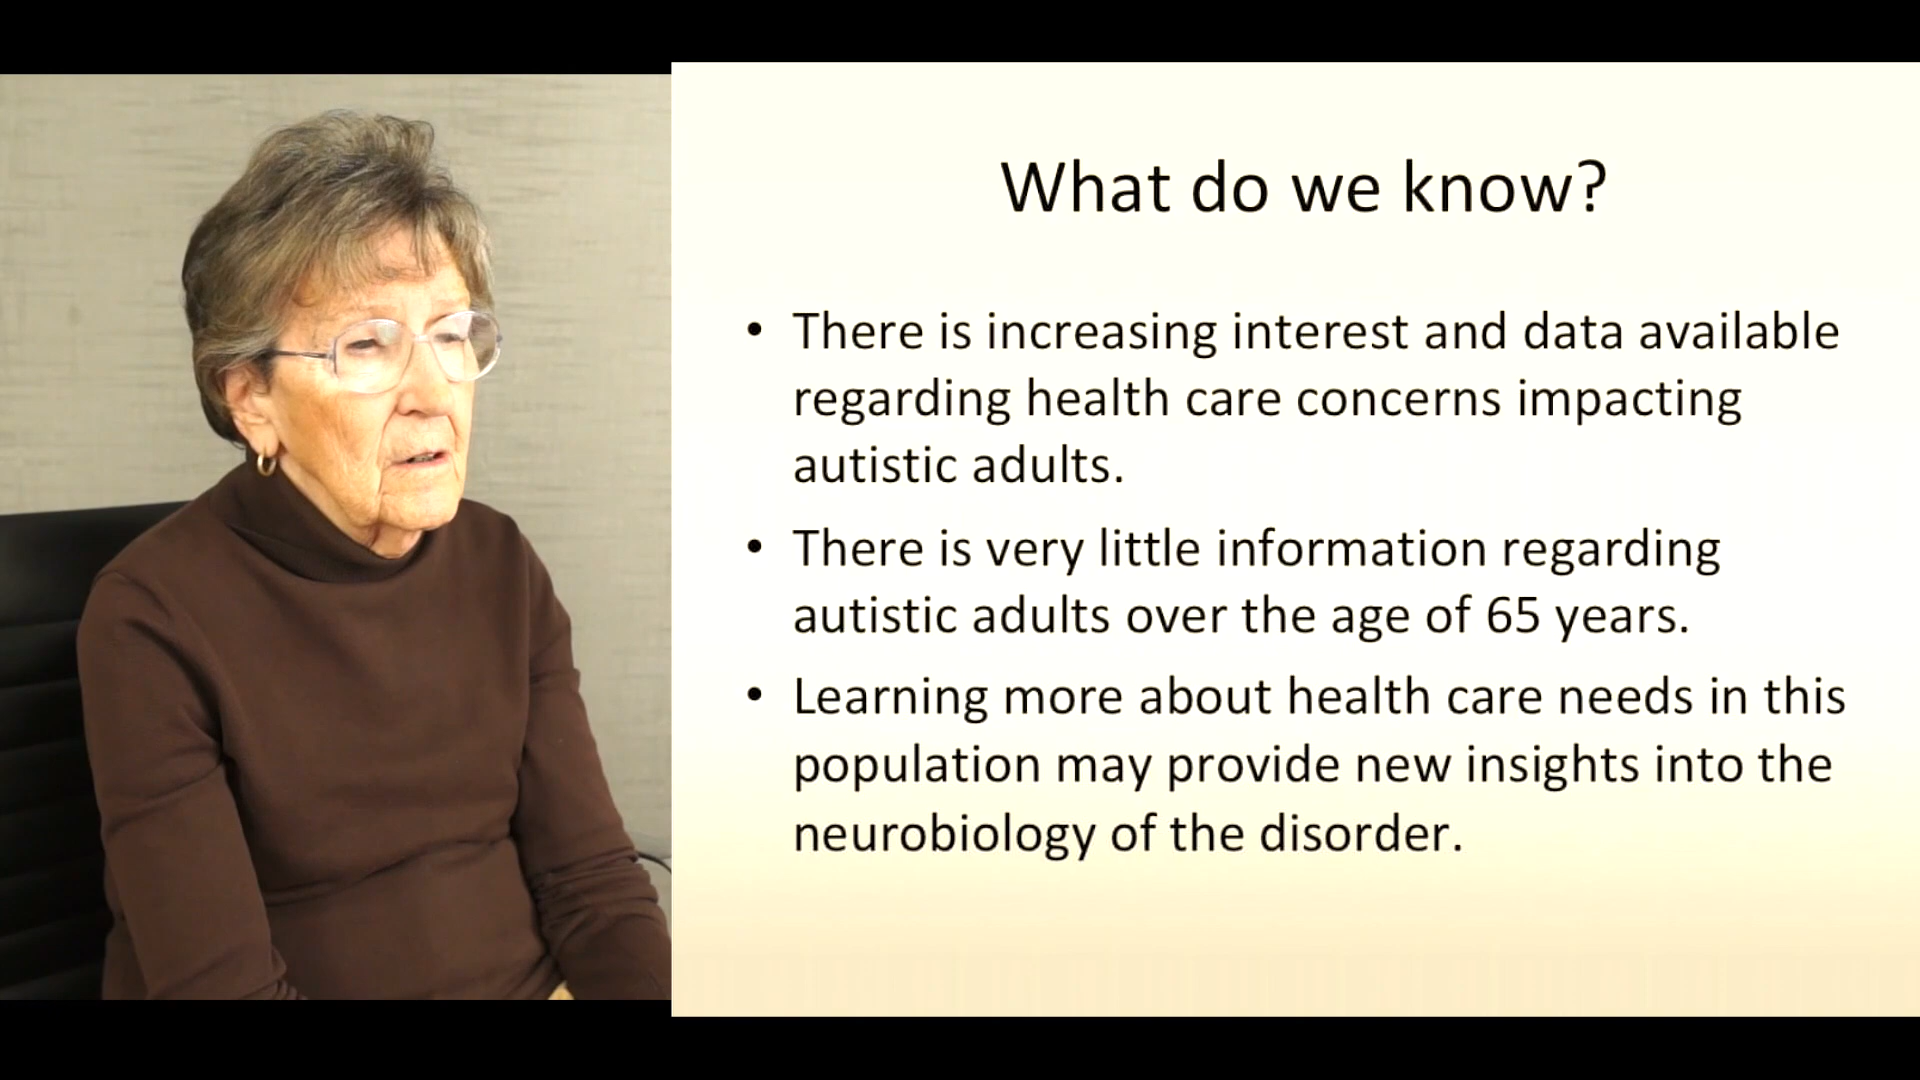 What do we know?
• There is increasing interest and data available
regarding health care concerns impacting
autistic adults.
• There is very little information regarding
autistic adults over the age of 65 years.
• Learning more about health care needs in this
population may provide new insights into the
neurobiology of the disorder.